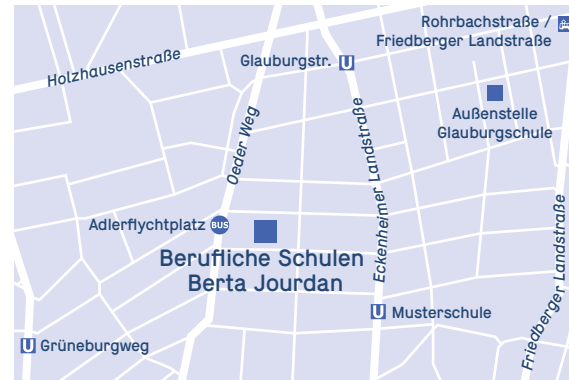 Rohrbachstraße /
Friedberger Landstraße
Holzhausenstraße
Glauburgstr. U
Außenstelle
Glauburgschule
Oeder Weg
Eckenheimer Landstraße
Adlerflychtplatz BUS
Berufliche Schulen
Berta Jourdan
Friedberger Landstraße
U Musterschule
U Grüneburgweg